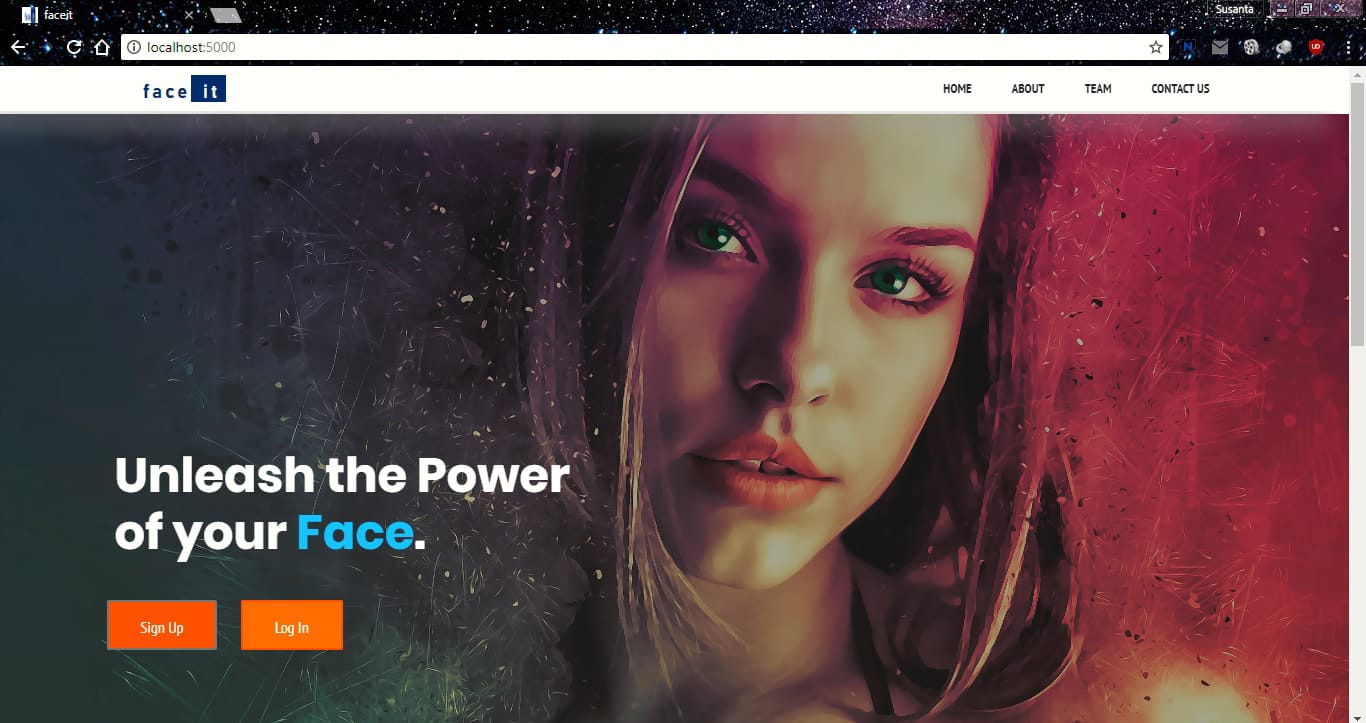 faceit
Susanta
localhost:5000
face it
HOME ABOUT TEAM CONTACT US
Unleash the Power
of your Face.
Sign Up Log In